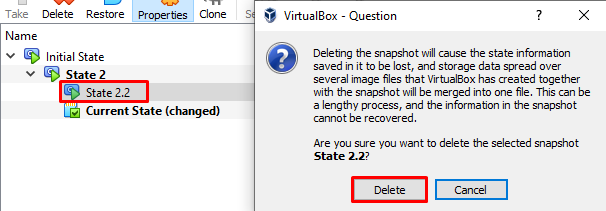 Take Delete Restore Properties Clone
Name
Initial State
State 2
State 2.2
Current State (changed)
VirtualBox - Question
Deleting the snapshot will cause the state information
saved in it to be lost, and storage data spread over
several image files that VirtualBox has created together
with the snapshot will be merged into one file. This can be
a lengthy process, and the information in the snapshot
cannot be recovered.
Are you sure you want to delete the selected snapshot
State 2.2?
Delete
Cancel